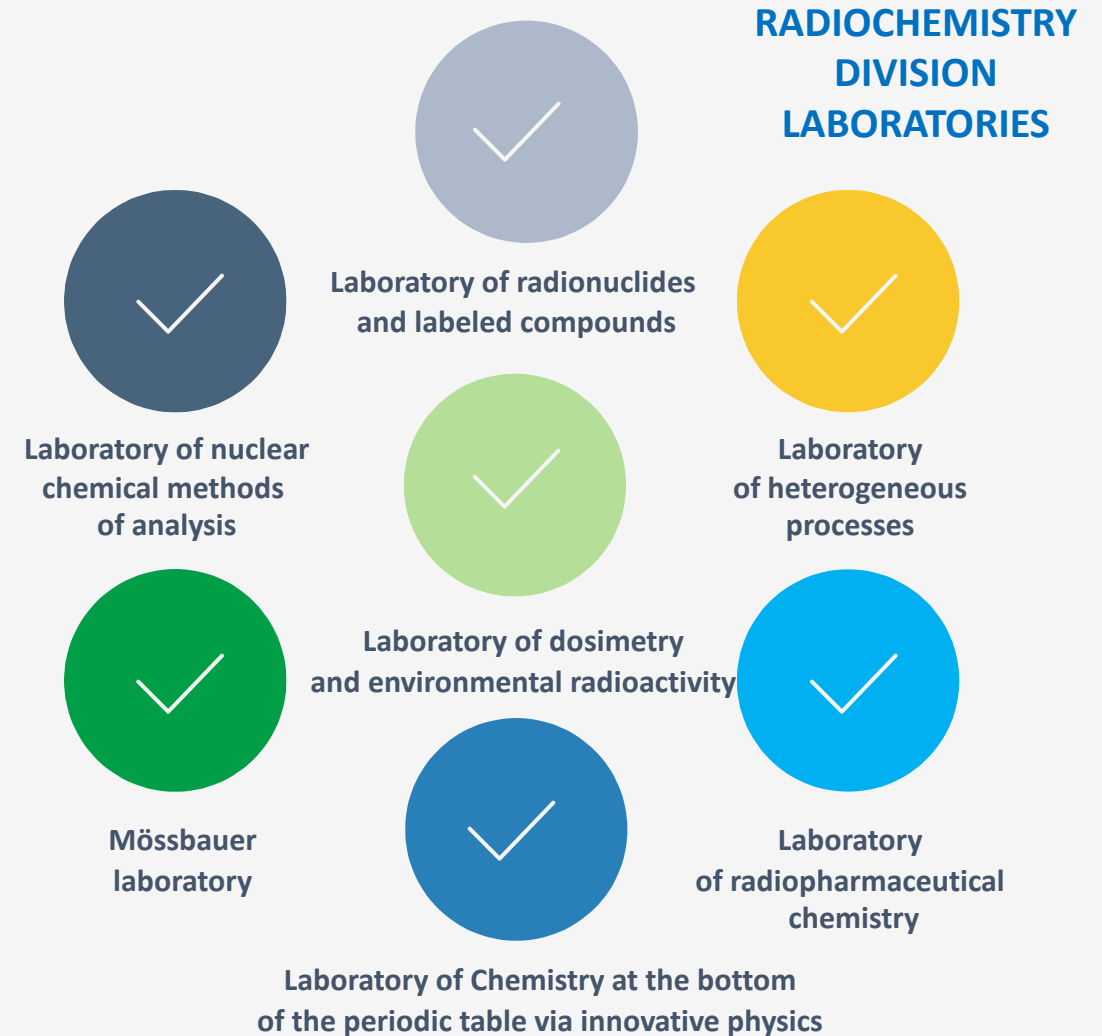 RADIOCHEMISTRY
DIVISION
LABORATORIES
Laboratory of radionuclides
and labeled compounds
Laboratory of nuclear
chemical methods
of analysis
Laboratory
of heterogeneous
processes
Laboratory of dosimetry
and environmental radioactivity
Mössbauer
laboratory
Laboratory
of radiopharmaceutical
chemistry
Laboratory of Chemistry at the bottom
of the periodic table via innovative physics